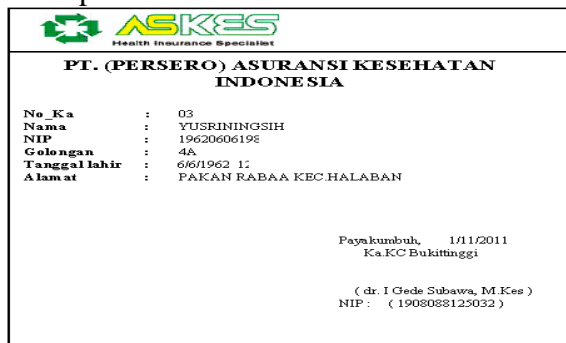 ASKES
Health Insurance Specialist
PT. (PERSERO) ASURANSI KESEHATAN
INDONESIA
No_Ka : 03
Nama : YUSRININGSIH
NIP : 19620606198
Golongan : 4A
Tanggal lahir : 6/6/1962 12
Alamat : PAKAN RABAA KEC.HALABAN
Payakumbuh, 1/11/2011
Ka.KC Bukittinggi
( dr. I Gede Subawa, M.Kes )
NIP : ( 1908088125032 )